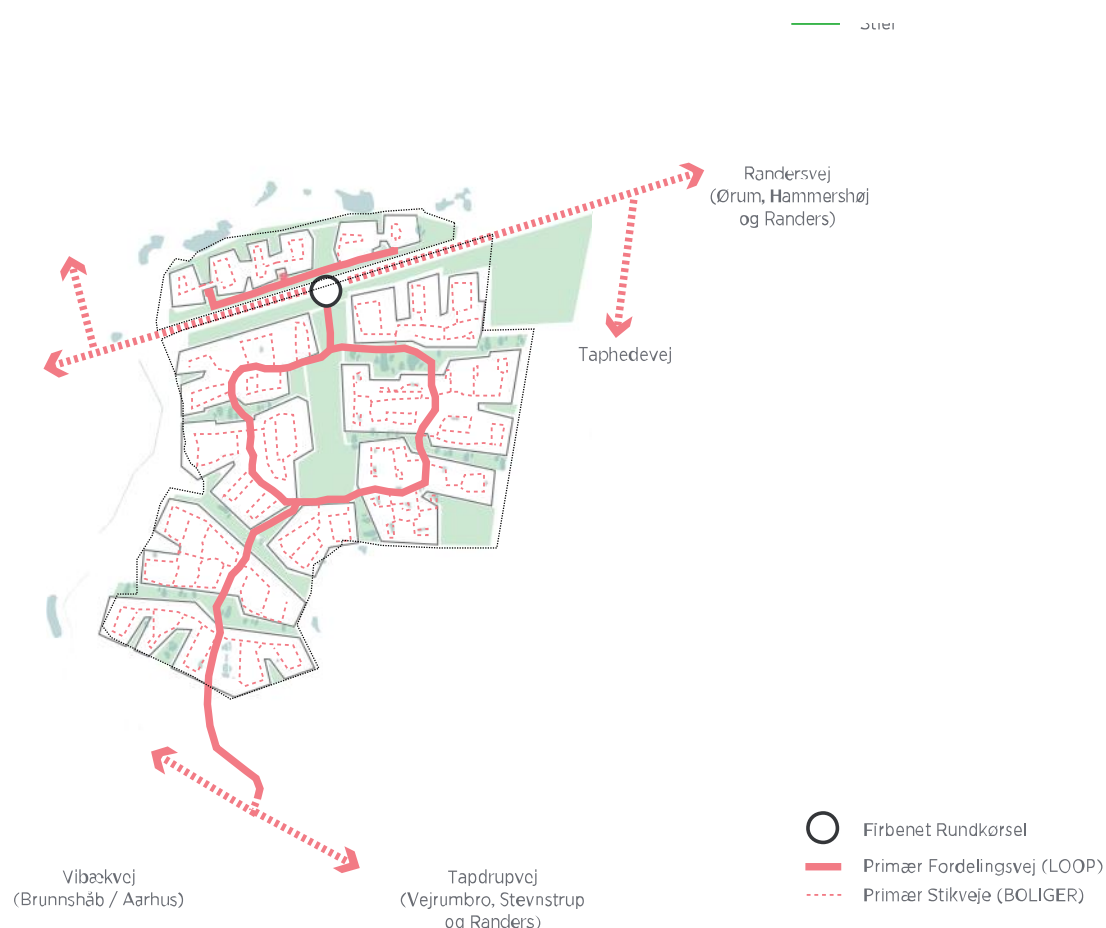 Stier
Randersvej
(Ørum, Hammershøj
og Randers)
Taphedevej
Firbenet Rundkørsel
Primær Fordelingsvej (LOOP)
Primær Stikveje (BOLIGER)
Vibækvej
(Brunnshåb / Aarhus)
Tapdrupvej
(Vejrumbro, Stevnstrup
og Randers)